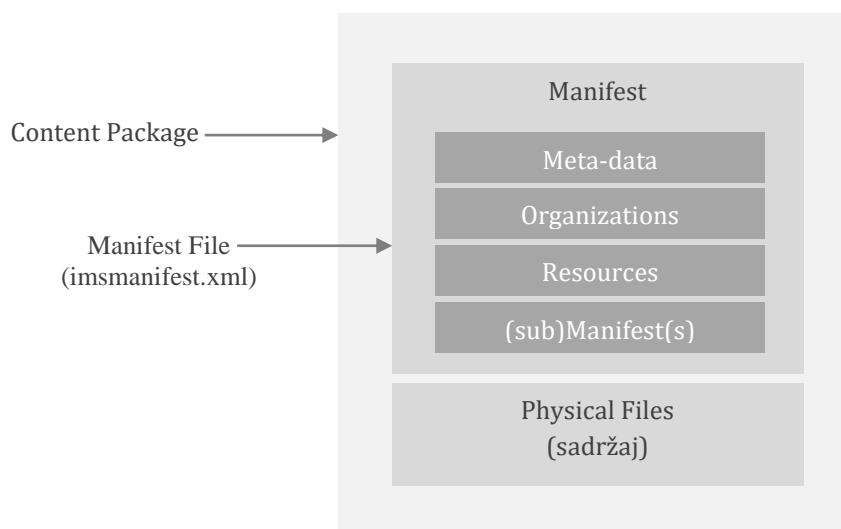 Manifest
Content Package
Meta-data
Organizations
Manifest File
(imsmanifest.xml)
Resources
(sub)Manifest(s)
Physical Files
(sadržaj)